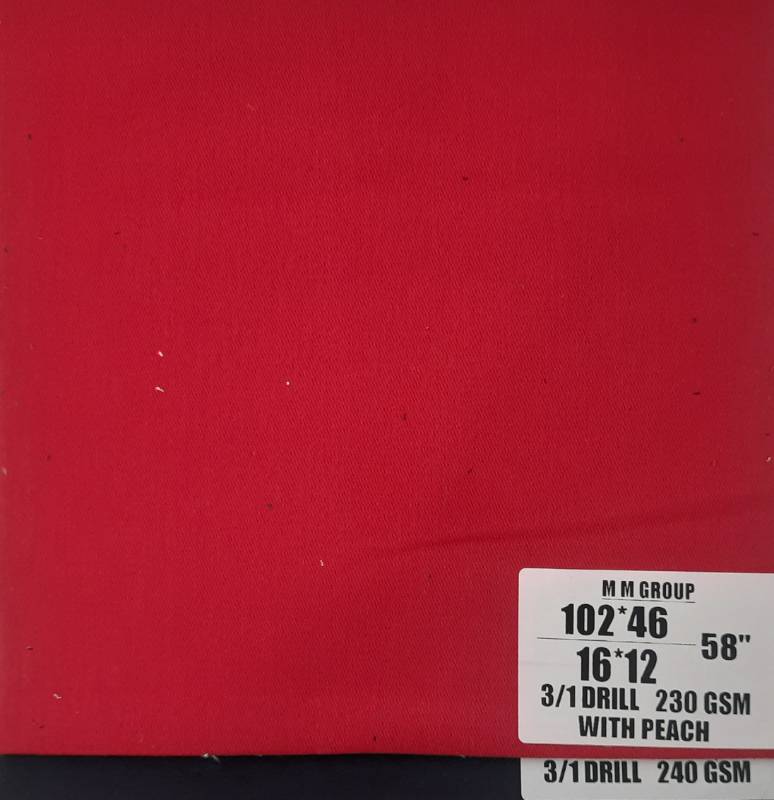 M M GROUP
102*46
58"
16*12
3/1 DRILL 230 GSM
WITH PEACH
3/1 DRILL 240 GSM